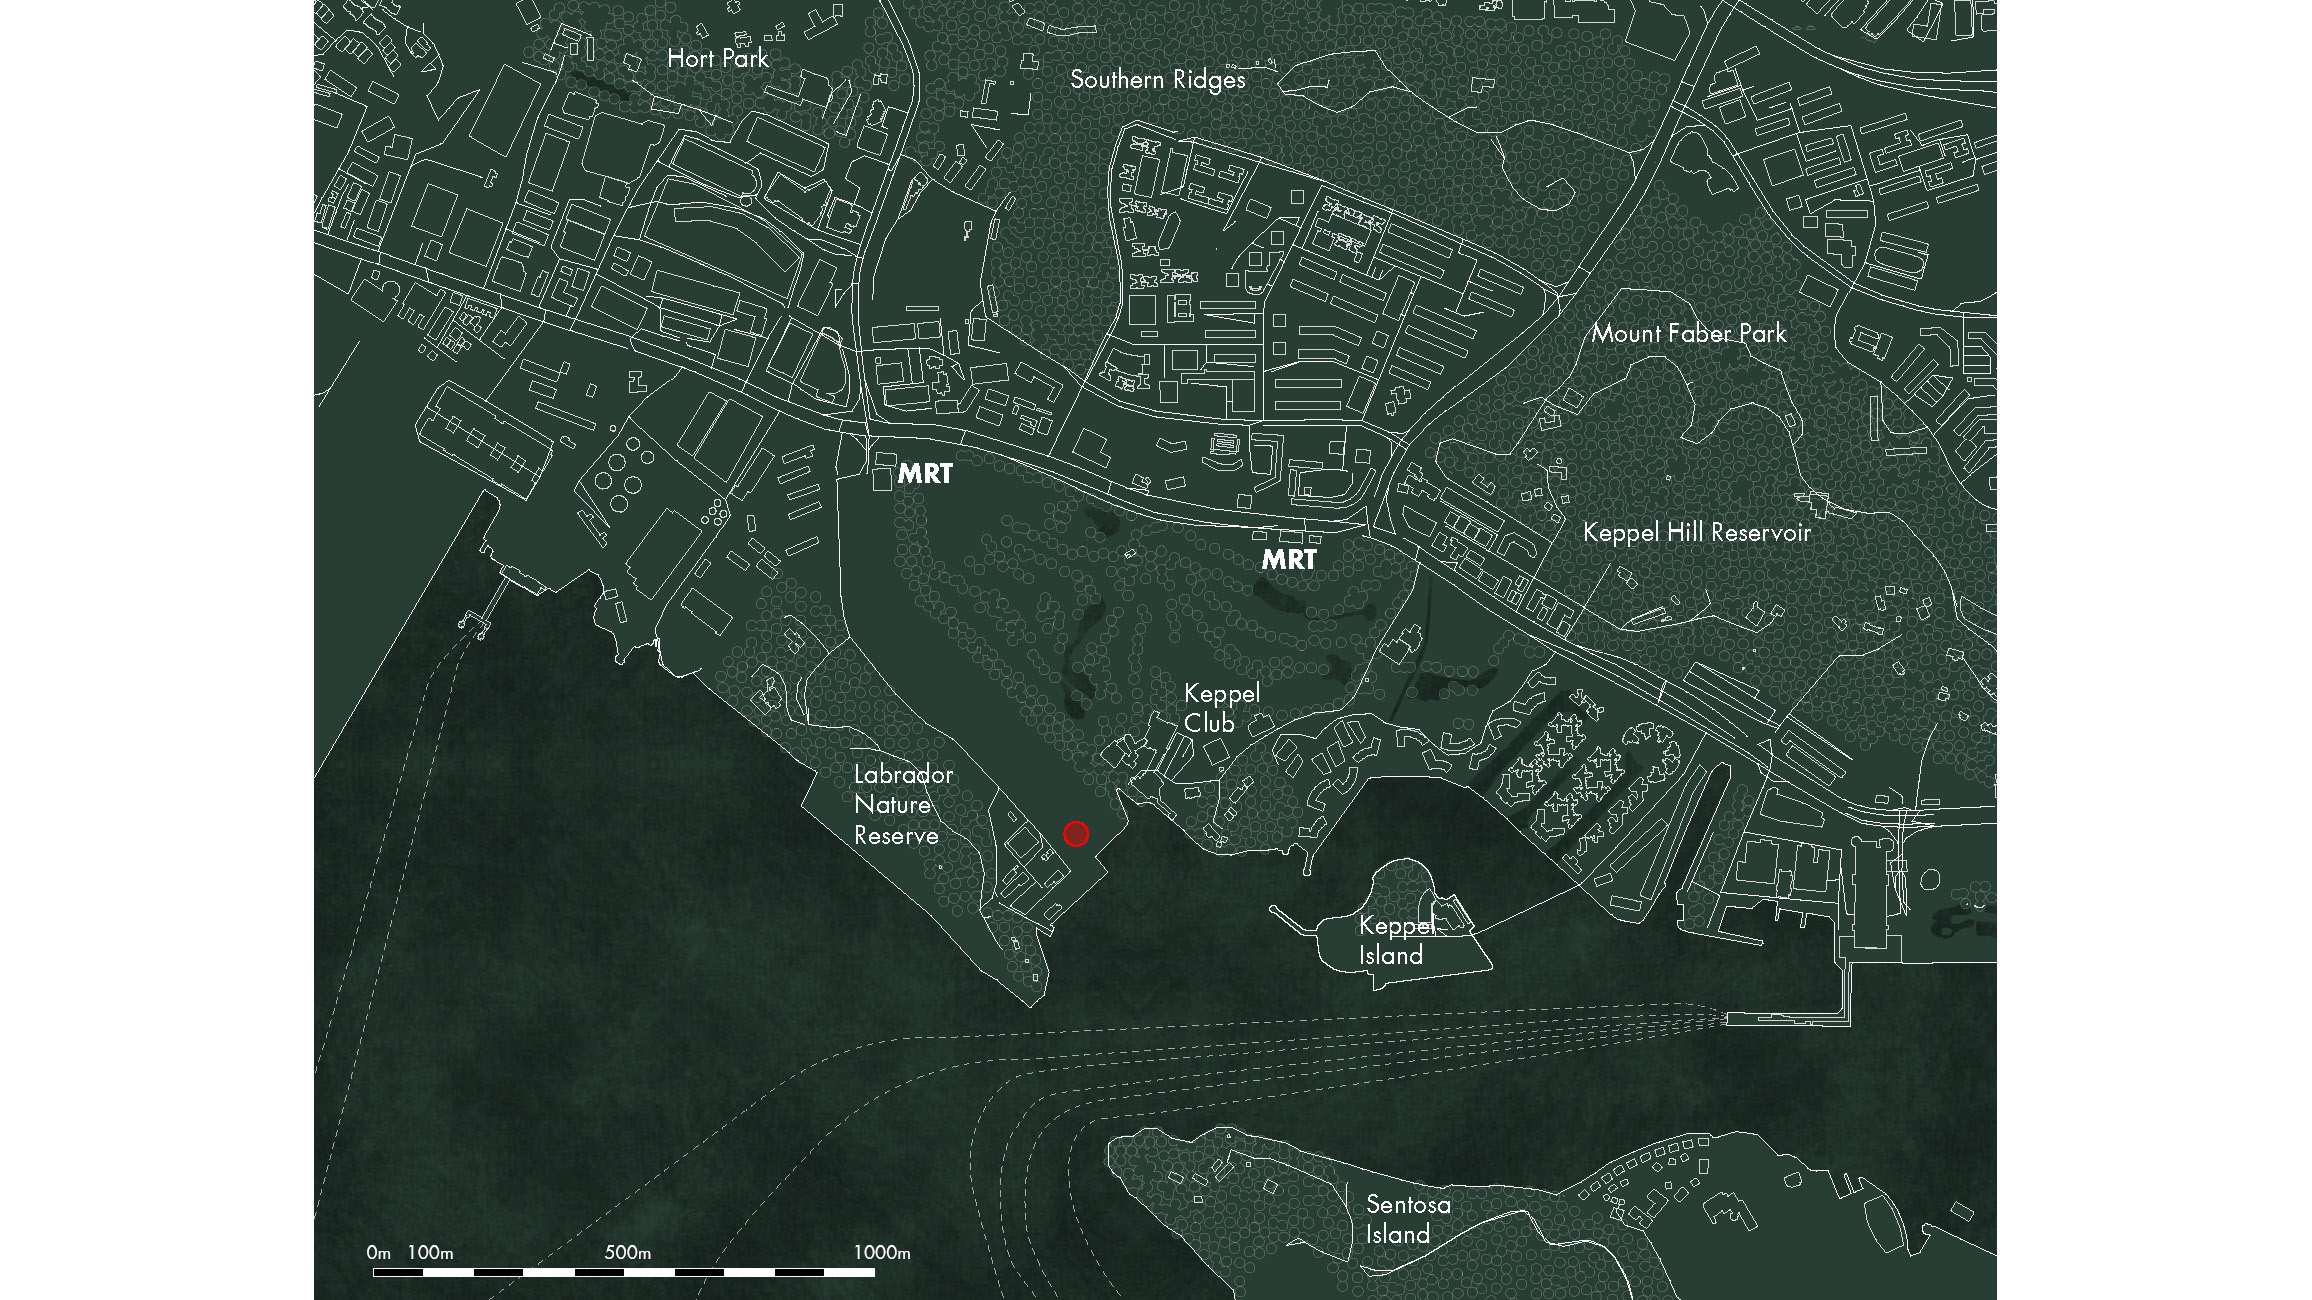 Hort Park
Southern Ridges
Mount Faber Park
MRT
Keppel Hill Reservoir
MRT
Keppel
Club
Labrador
Nature
Reserve
Keppel
Island
Sentosa
Island
0m 100m 500m 1000m